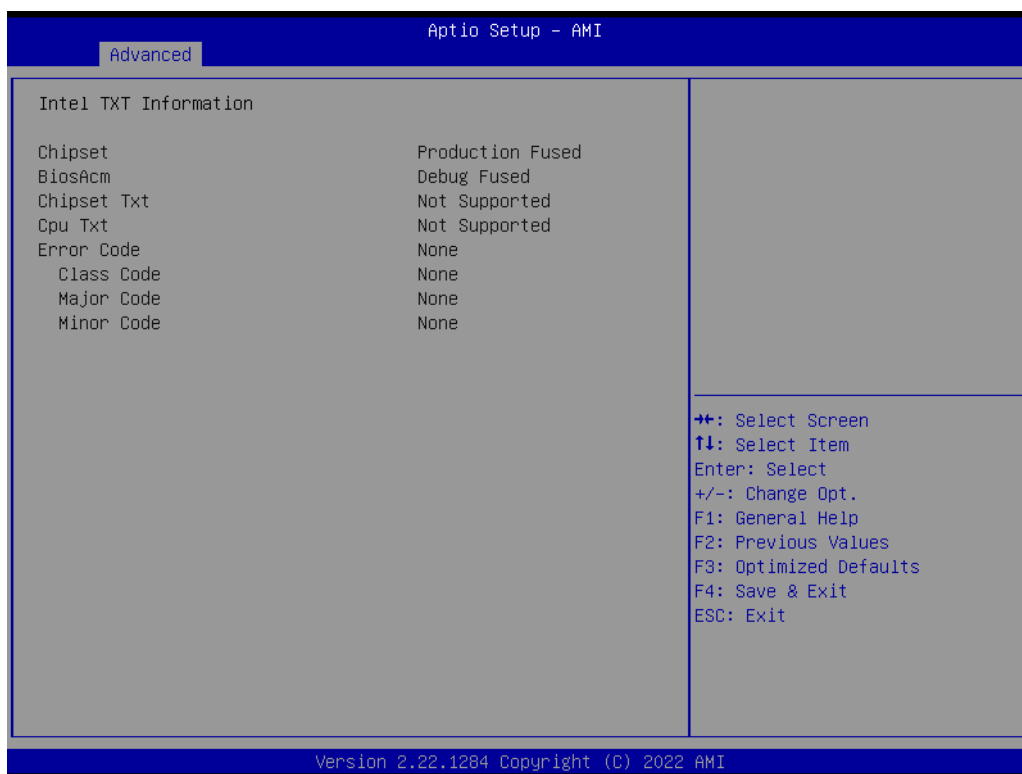 Aptio Setup – AMI
Advanced
Intel TXT Information
Chipset Production Fused
BiosAcm Debug Fused
Chipset Txt Not Supported
Cpu Txt Not Supported
Error Code None
Class Code None
Major Code None
Minor Code None
→←: Select Screen
↑↓: Select Item
Enter: Select
+/-: Change Opt.
F1: General Help
F2: Previous Values
F3: Optimized Defaults
F4: Save & Exit
ESC: Exit
Version 2.22.1284 Copyright (C) 2022 AMI